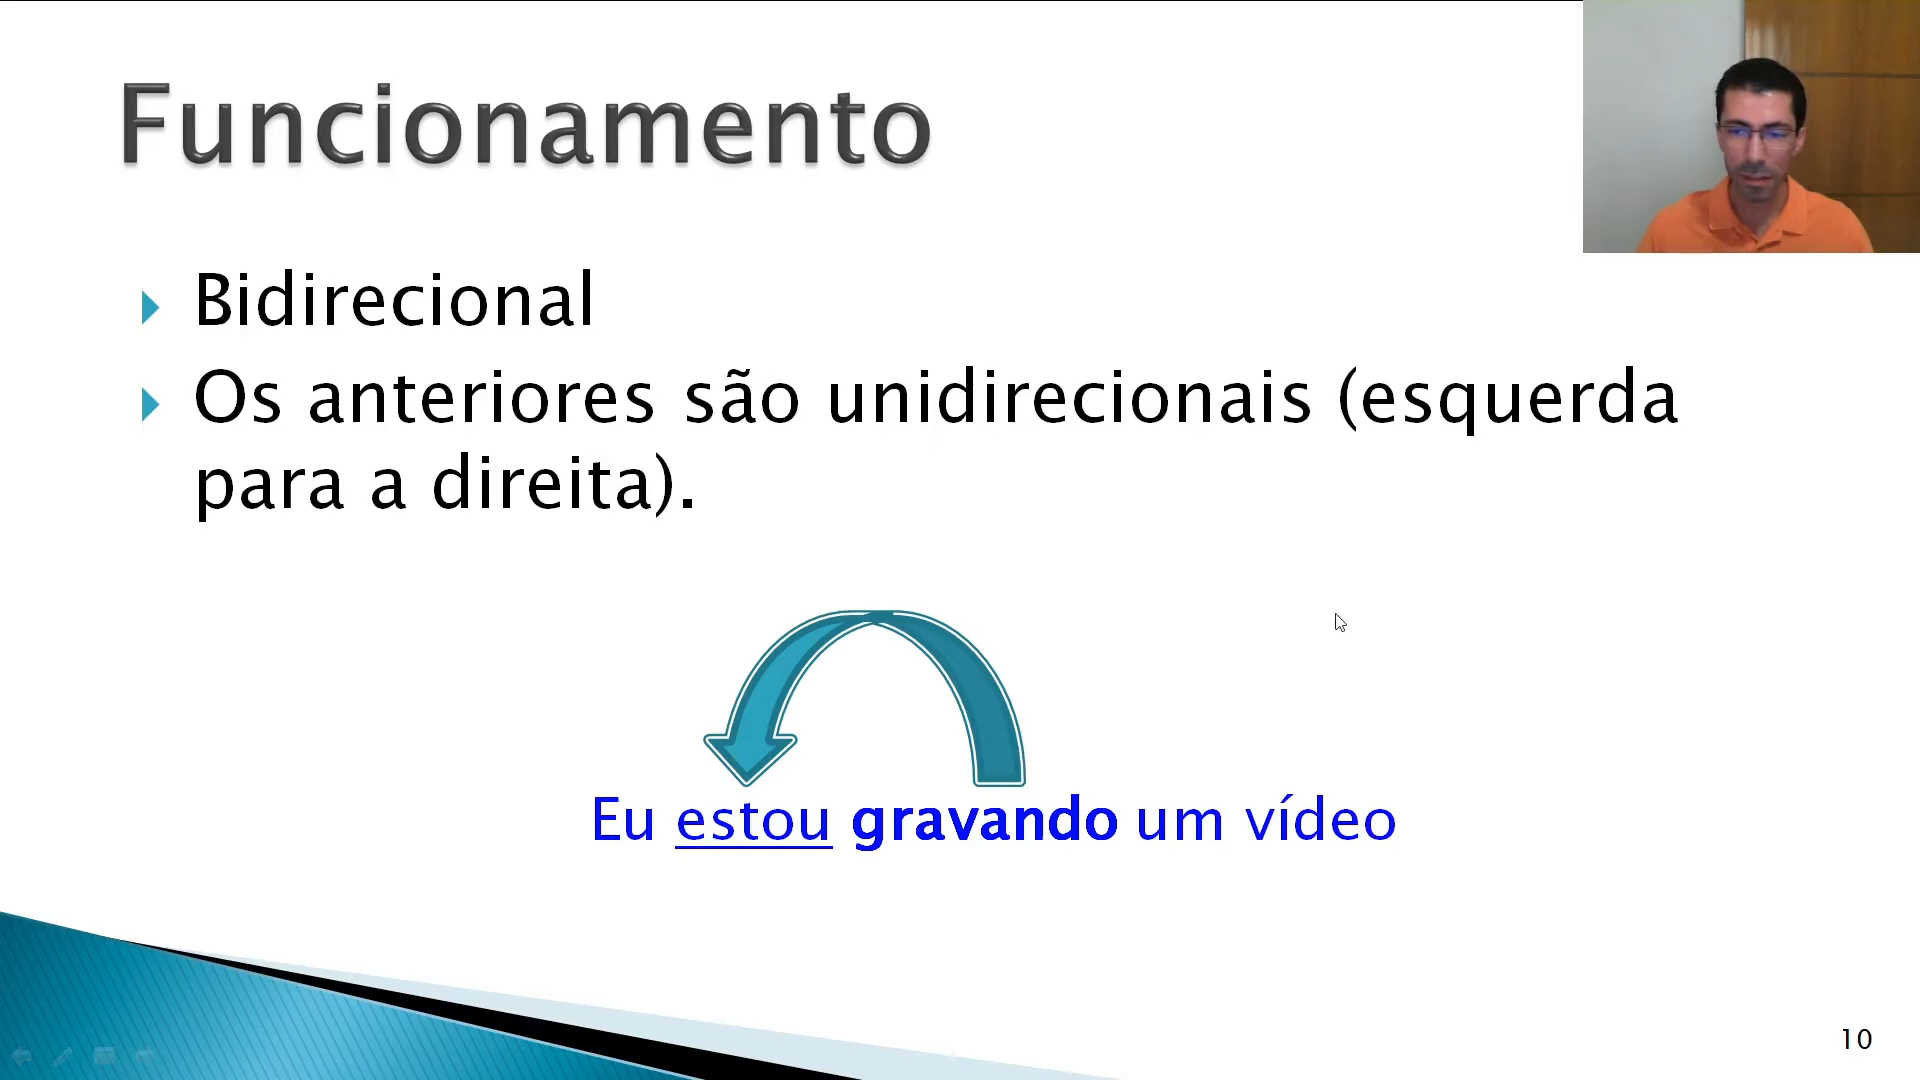 Funcionamento
Bidirecional
Os anteriores são unidirecionais (esquerda
para a direita).
Eu estou gravando um vídeo
10